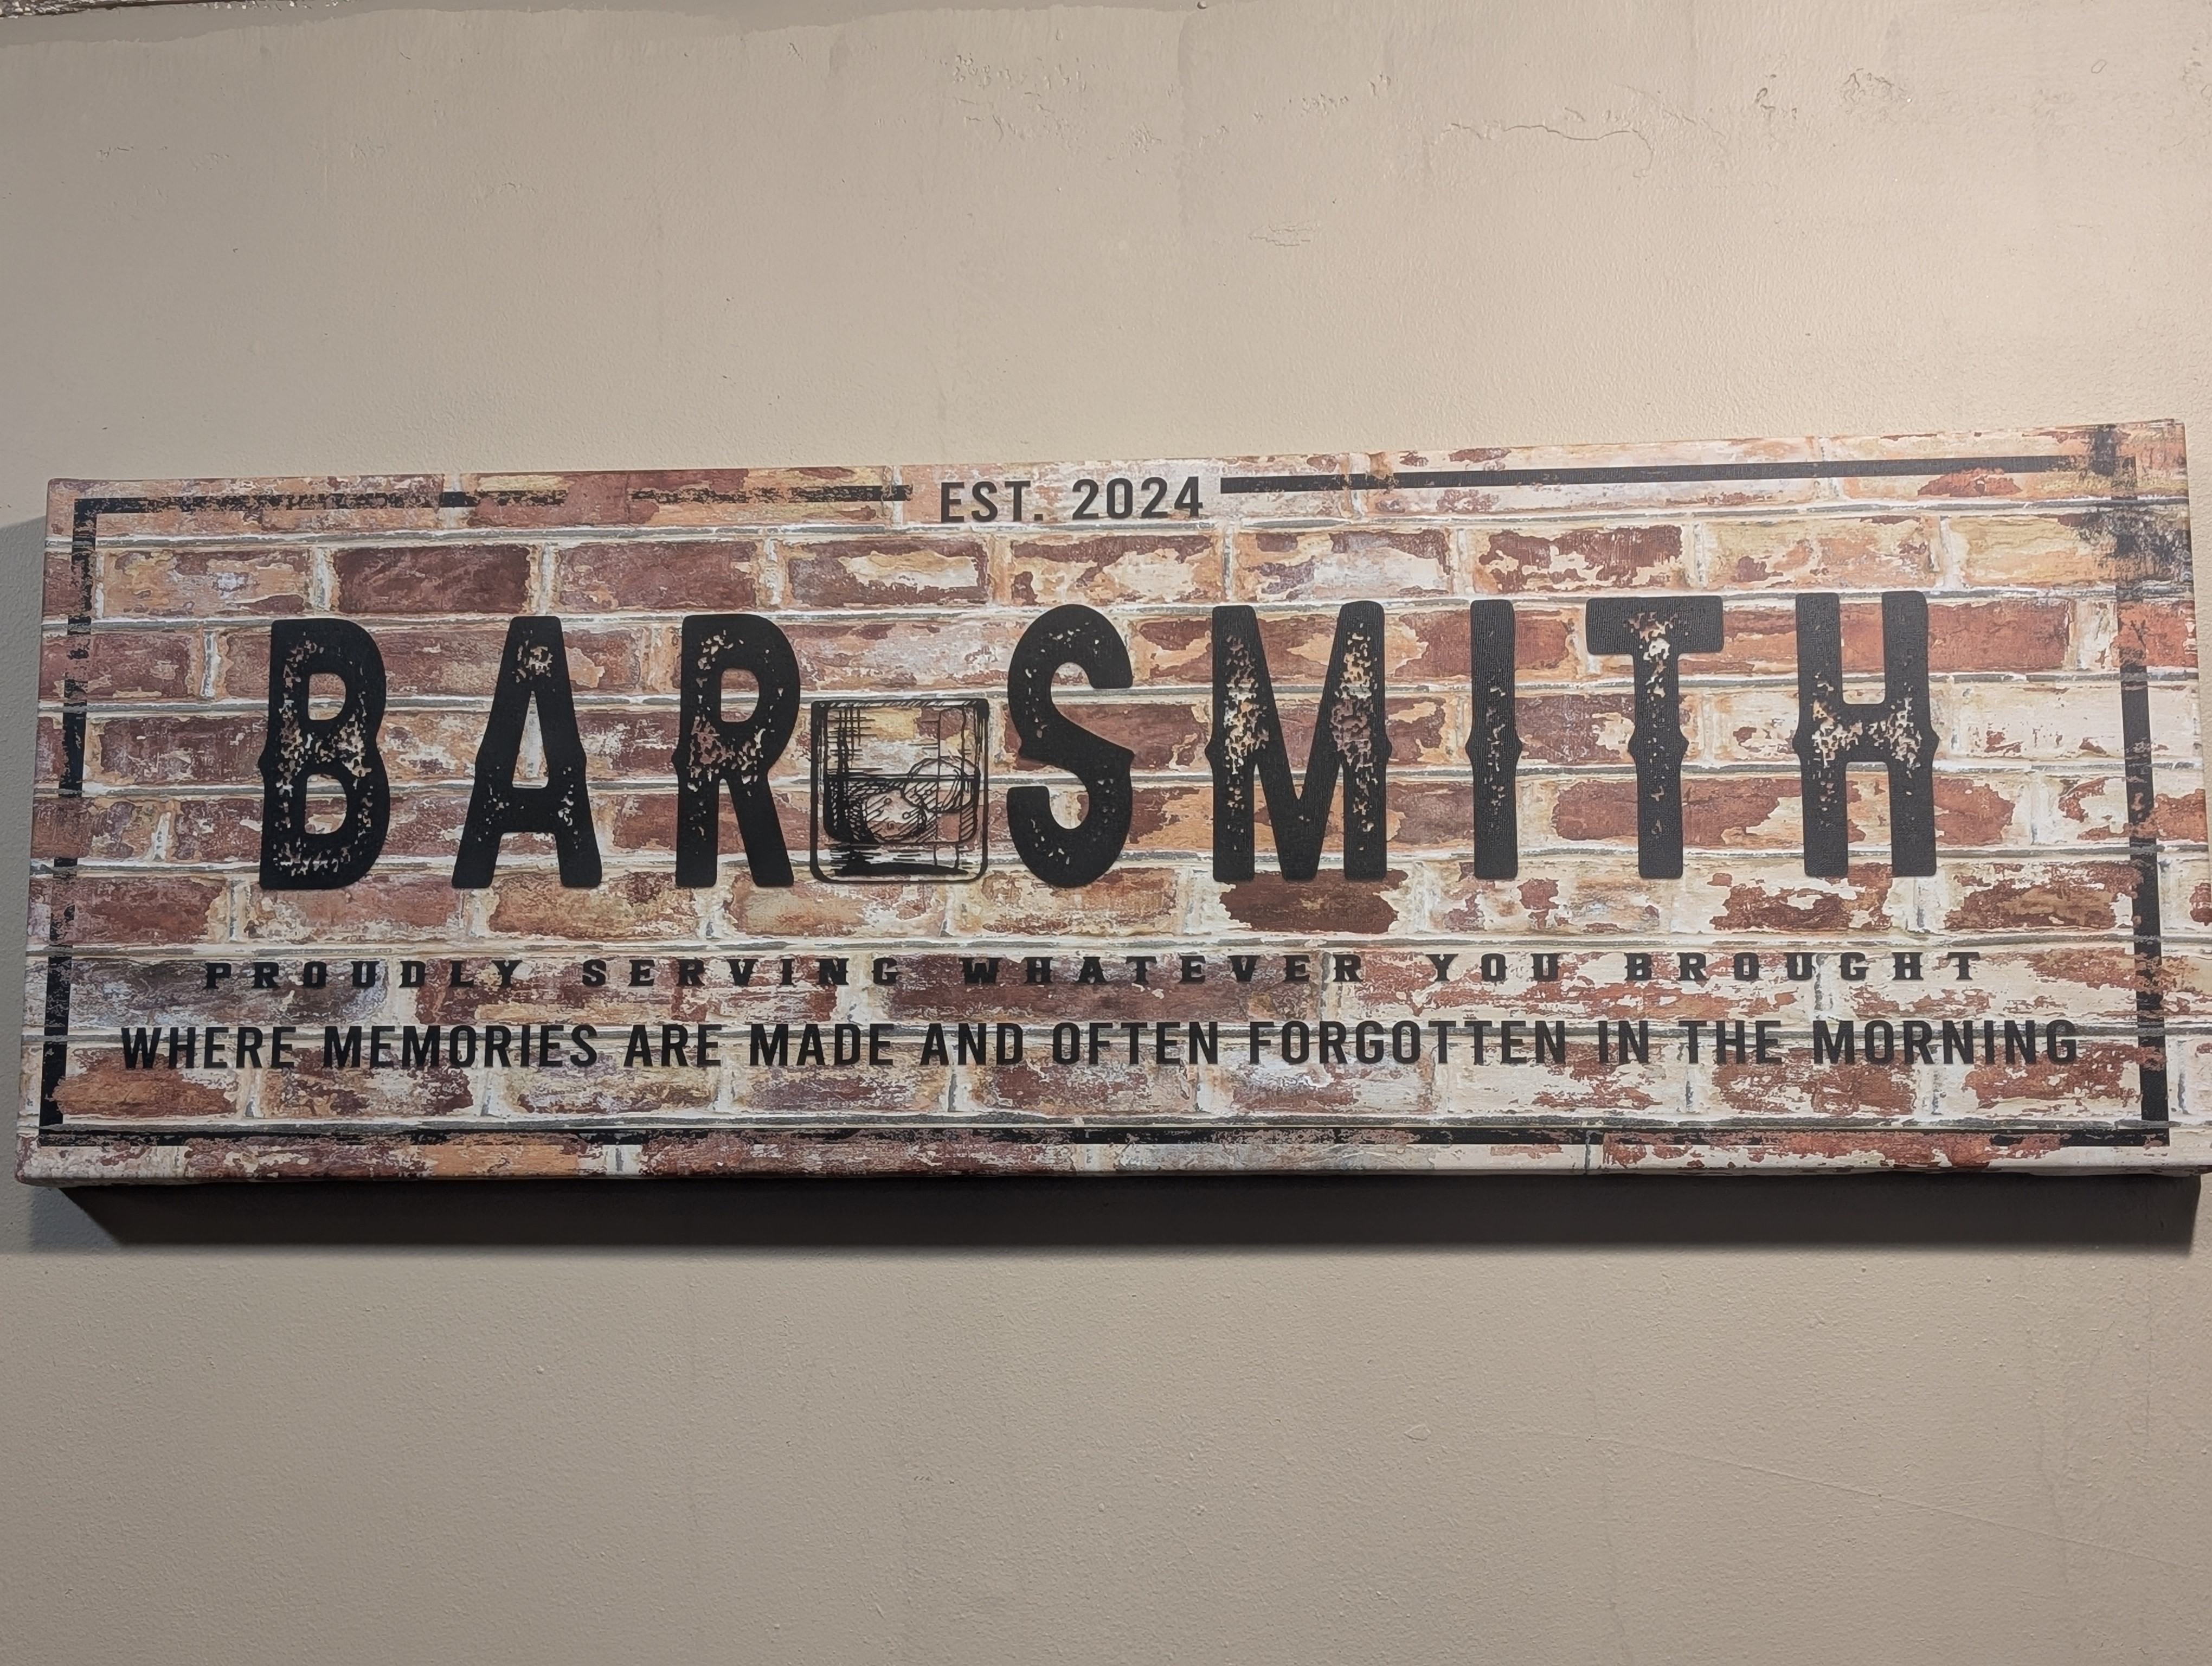 EST. 2024
BAR SMITH
PROUDLY SERVING WHATEVER YOU BROUGHT
WHERE MEMORIES ARE MADE AND OFTEN FORGOTTEN IN THE MORNING